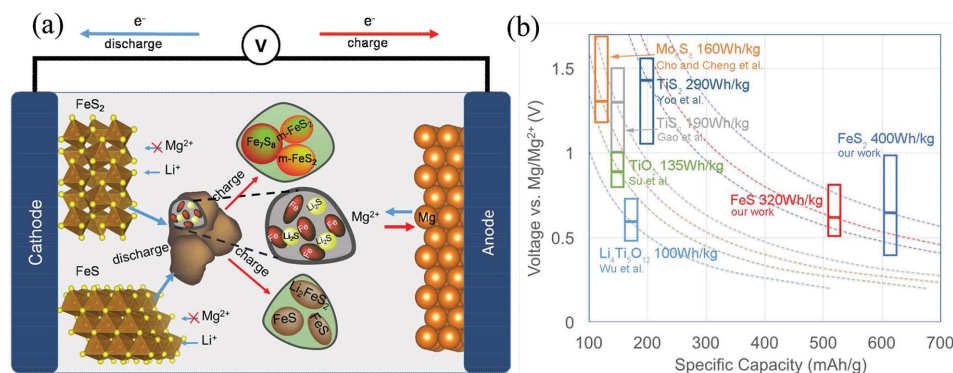 (a)
e⁻
discharge
V
e⁻
charge
Cathode
FeS₂
Mg²⁺
Li⁺
discharge
FeS
Mg²⁺
Li⁺
charge
charge
Fe₇S₈
m-FeS₂
m-FeS₂
Fe
Li₂S
Fe
Li₂S
Fe
Fe
Li₂S
Fe
Li₂FeS₂
FeS
FeS
Mg²⁺
Mg
Anode
(b)
Voltage vs. Mg/Mg²⁺ (V)
1.5
1
0.5
0
100 200 300 400 500 600 700
Specific Capacity (mAh/g)
160Wh/kg
Cho and Cheng et al.
TiS₂ 290Wh/kg
Yoo et al.
TiS₂ 190Wh/kg
Gao et al.
TiO₂ 135Wh/kg
Su et al.
Li₄Ti₅O₁₂ 100Wh/kg
Wu et al.
FeS 320Wh/kg
our work
FeS₂ 400Wh/kg
our work